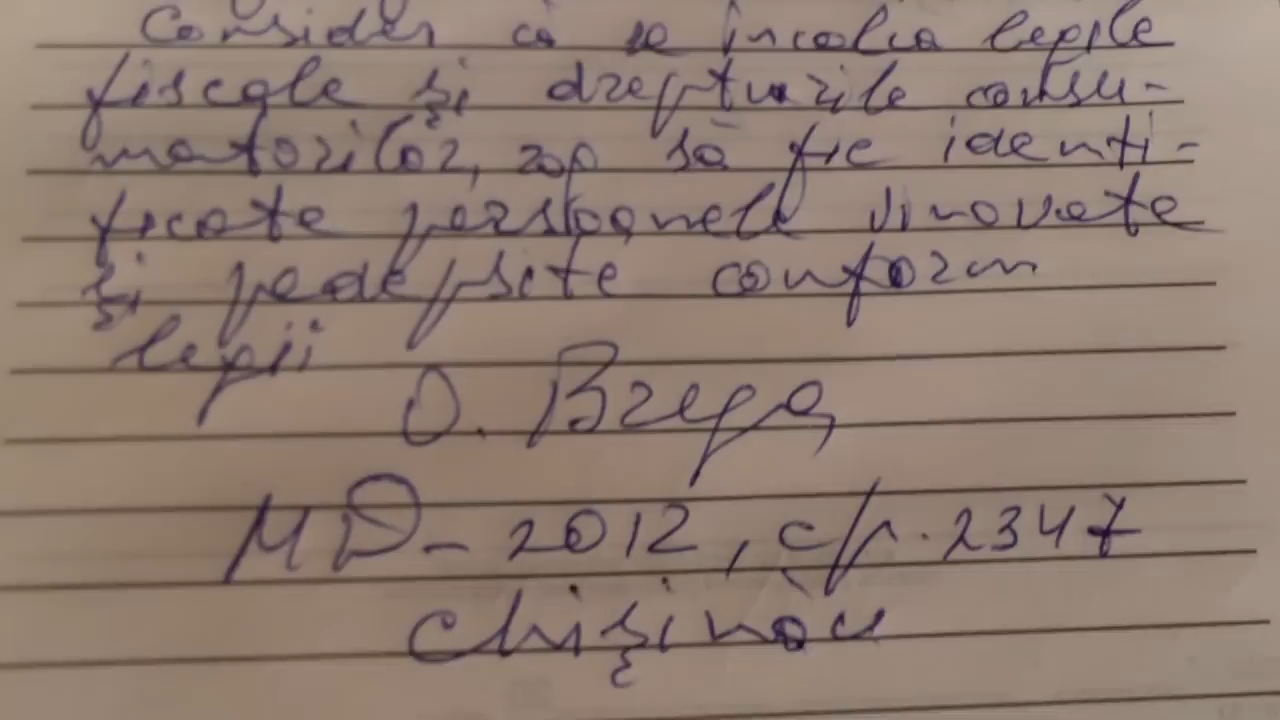 Consider că se încalcă legile
fiscale și drepturile consu-
matorilor, rog să fie identi-
ficate persoanele vinovate
și pedepsite conform
legii
O. Brega
MD-2012, c/p. 2347
Chișinău